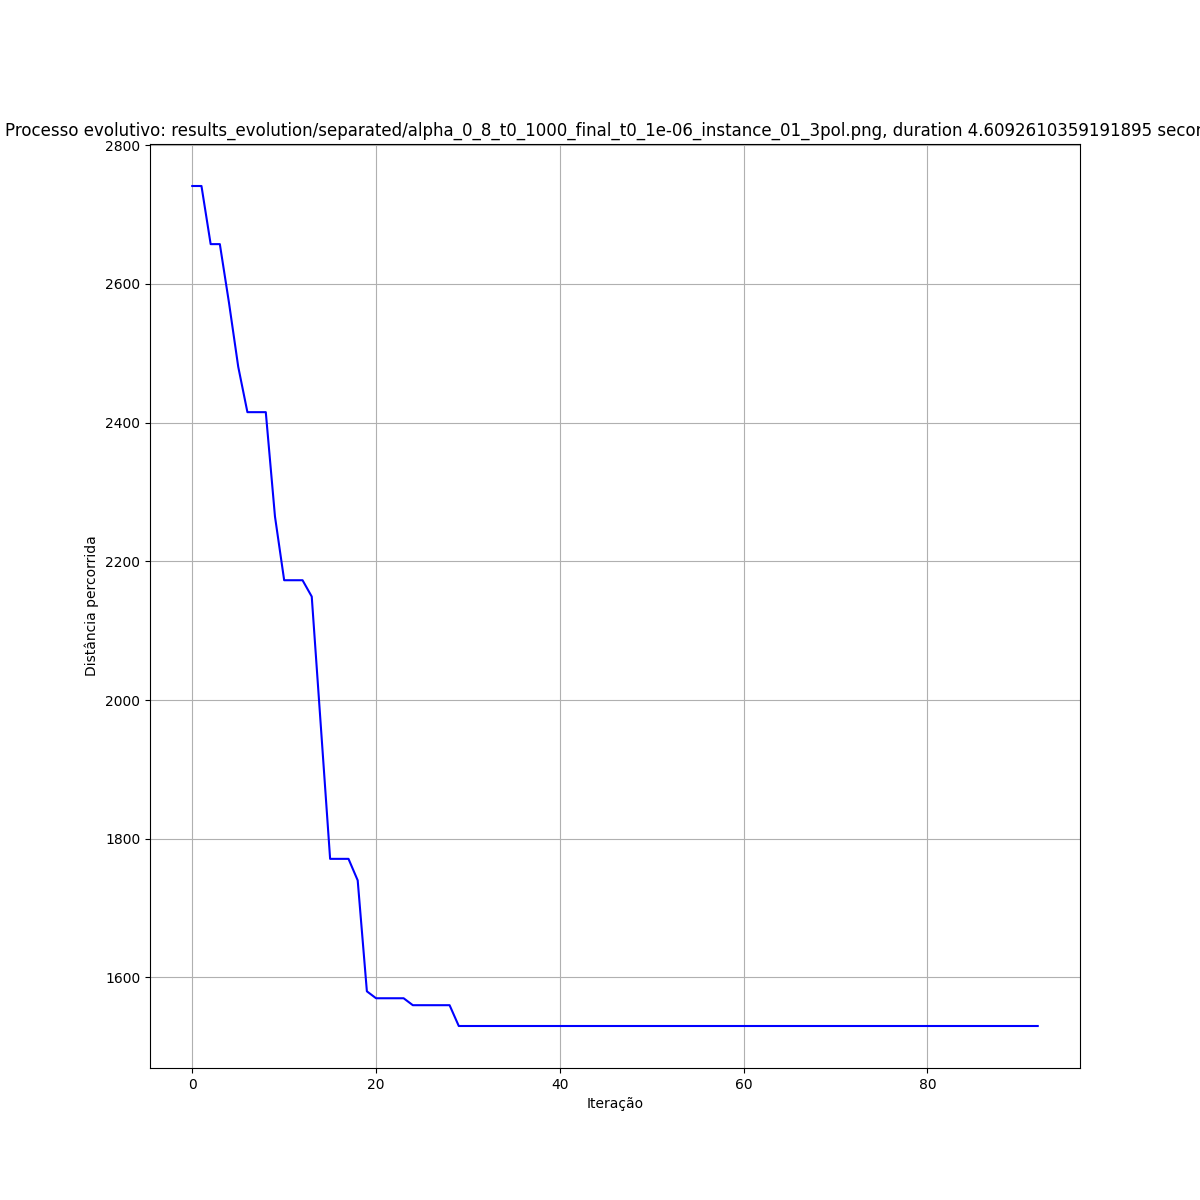 Processo evolutivo: results_evolution/separated/alpha_0_8_t0_1000_final_t0_1e-06_instance_01_3pol.png, duration 4.6092610359191895
2800
2600
2400
2200
2000
1800
1600
Distância percorrida
0 20 40 60 80
Iteração